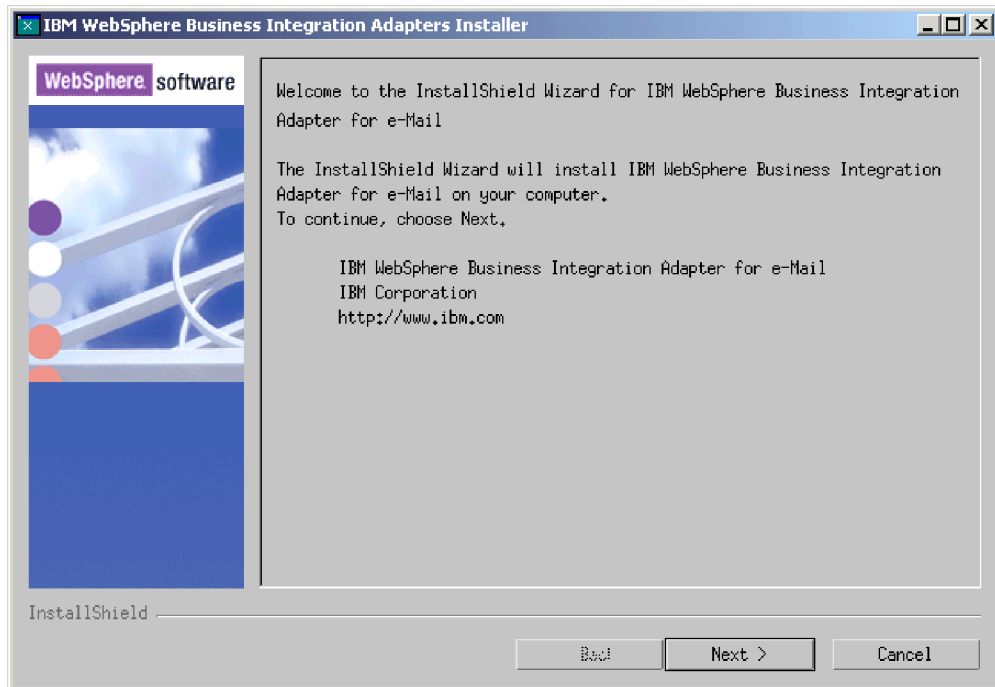 IBM WebSphere Business Integration Adapters Installer
WebSphere. software
Welcome to the InstallShield Wizard for IBM WebSphere Business Integration
Adapter for e-Mail
The InstallShield Wizard will install IBM WebSphere Business Integration
Adapter for e-Mail on your computer.
To continue, choose Next.
IBM WebSphere Business Integration Adapter for e-Mail
IBM Corporation
http://www.ibm.com
InstallShield
Next >
Cancel